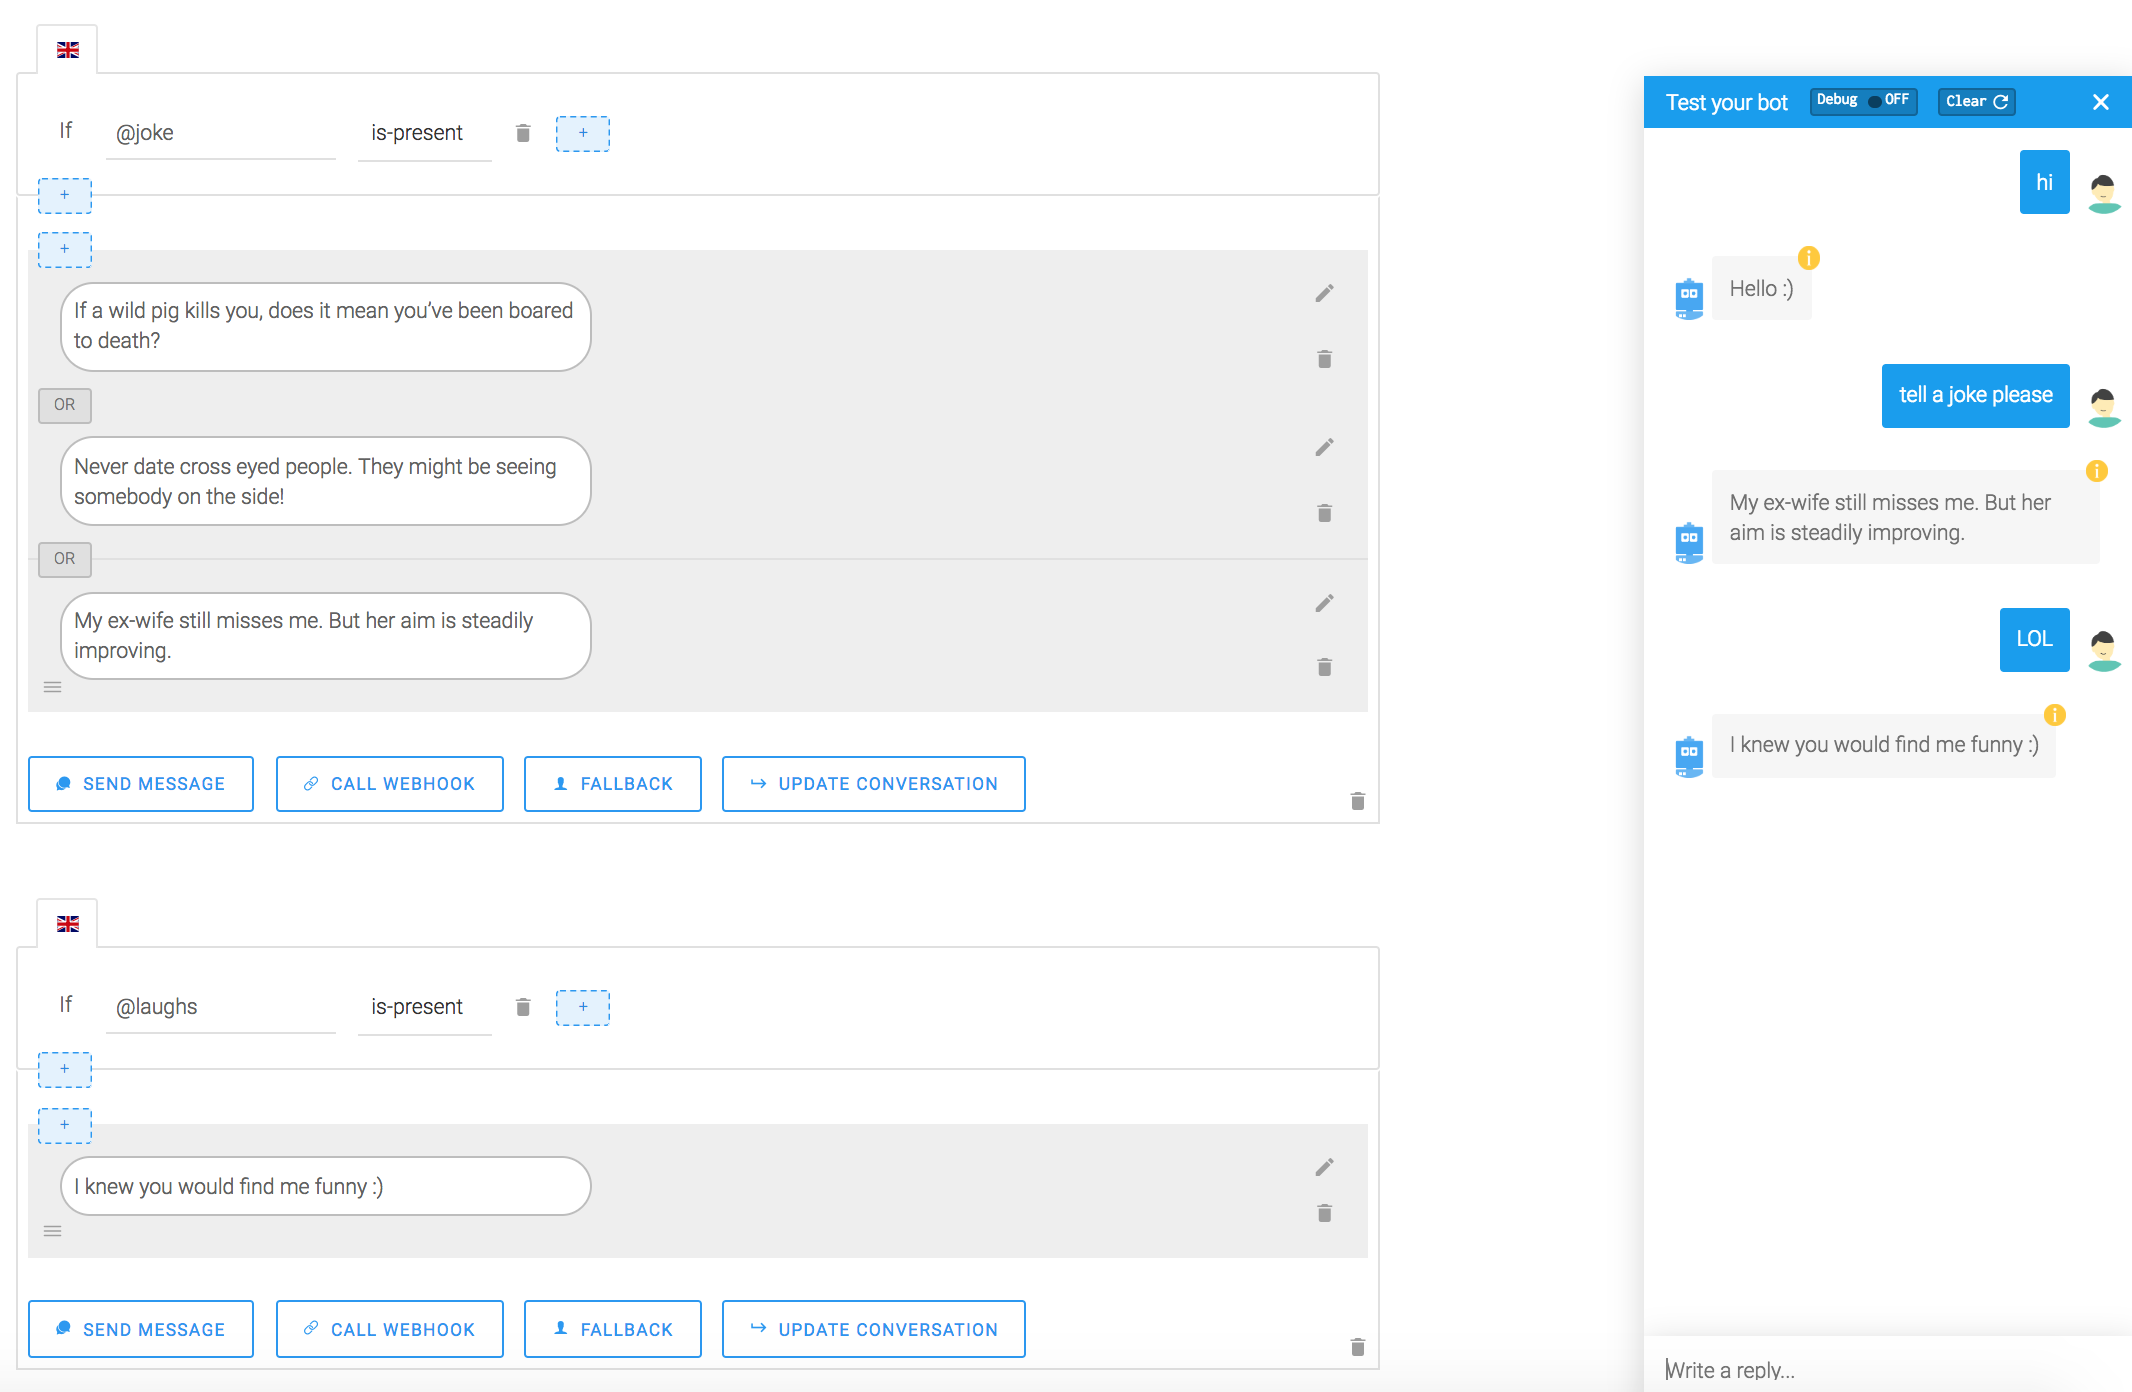 If @joke is-present +
+
+
If a wild pig kills you, does it mean you’ve been boared
to death?
OR
Never date cross eyed people. They might be seeing
somebody on the side!
OR
My ex-wife still misses me. But her aim is steadily
improving.
SEND MESSAGE CALL WEBHOOK FALLBACK UPDATE CONVERSATION
If @laughs is-present +
+
+
I knew you would find me funny :)
SEND MESSAGE CALL WEBHOOK FALLBACK UPDATE CONVERSATION
Test your bot Debug OFF Clear
hi
Hello :)
tell a joke please
My ex-wife still misses me. But her
aim is steadily improving.
LOL
I knew you would find me funny :)
Write a reply...